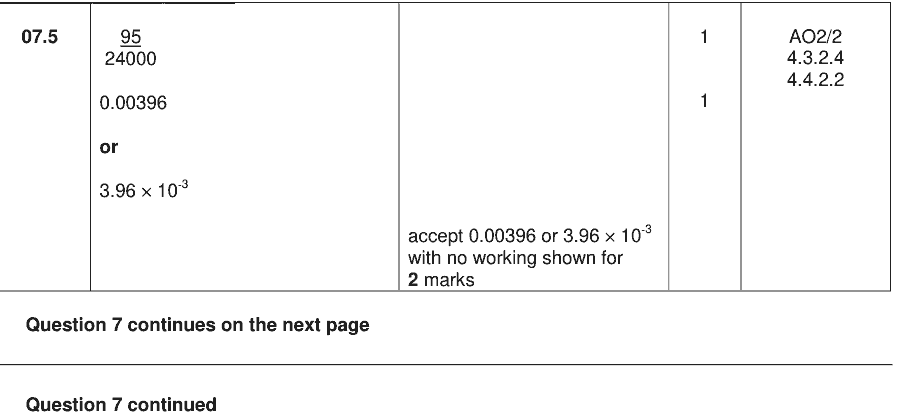 07.5 95 1 AO2/2
24000 4.3.2.4
4.4.2.2
0.00396 1
or
3.96 × 10⁻³
accept 0.00396 or 3.96 × 10⁻³
with no working shown for
2 marks
Question 7 continues on the next page
Question 7 continued